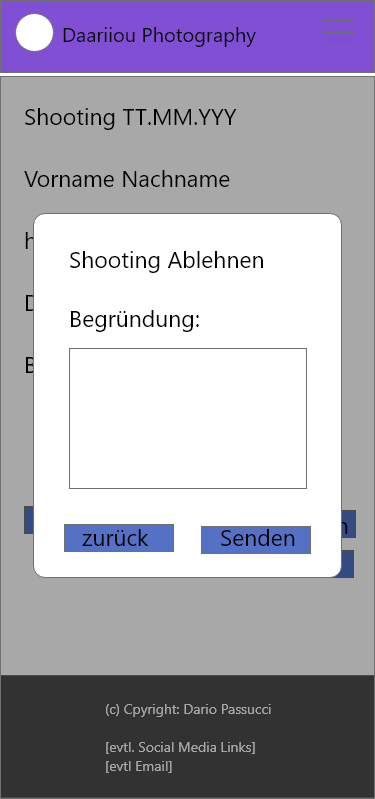 Daariiou Photography
Shooting TT.MM.YYY
Vorname Nachname
Shooting Ablehnen
Begründung:
zurück
Senden
(c) Cpyright: Dario Passucci
[evtl. Social Media Links]
[evtl Email]